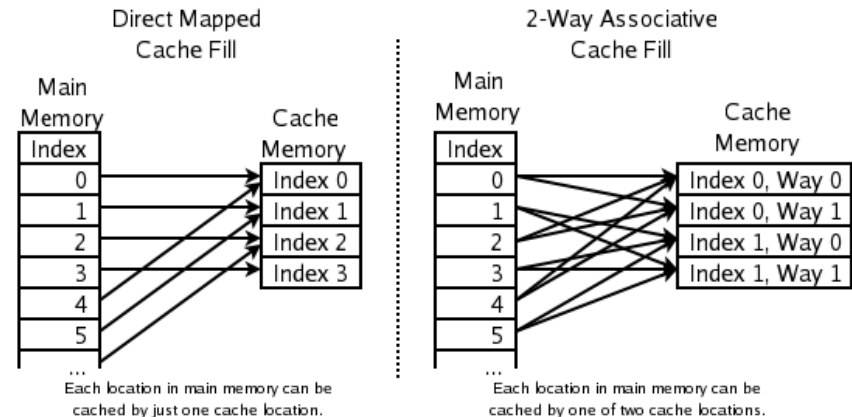 Direct Mapped
Cache Fill
Main
Memory
Index
0
1
2
3
4
5
...
Cache
Memory
Index 0
Index 1
Index 2
Index 3
Each location in main memory can be
cached by just one cache location.
2-Way Associative
Cache Fill
Main
Memory
Index
0
1
2
3
4
5
...
Cache
Memory
Index 0, Way 0
Index 0, Way 1
Index 1, Way 0
Index 1, Way 1
Each location in main memory can be
cached by one of two cache locations.